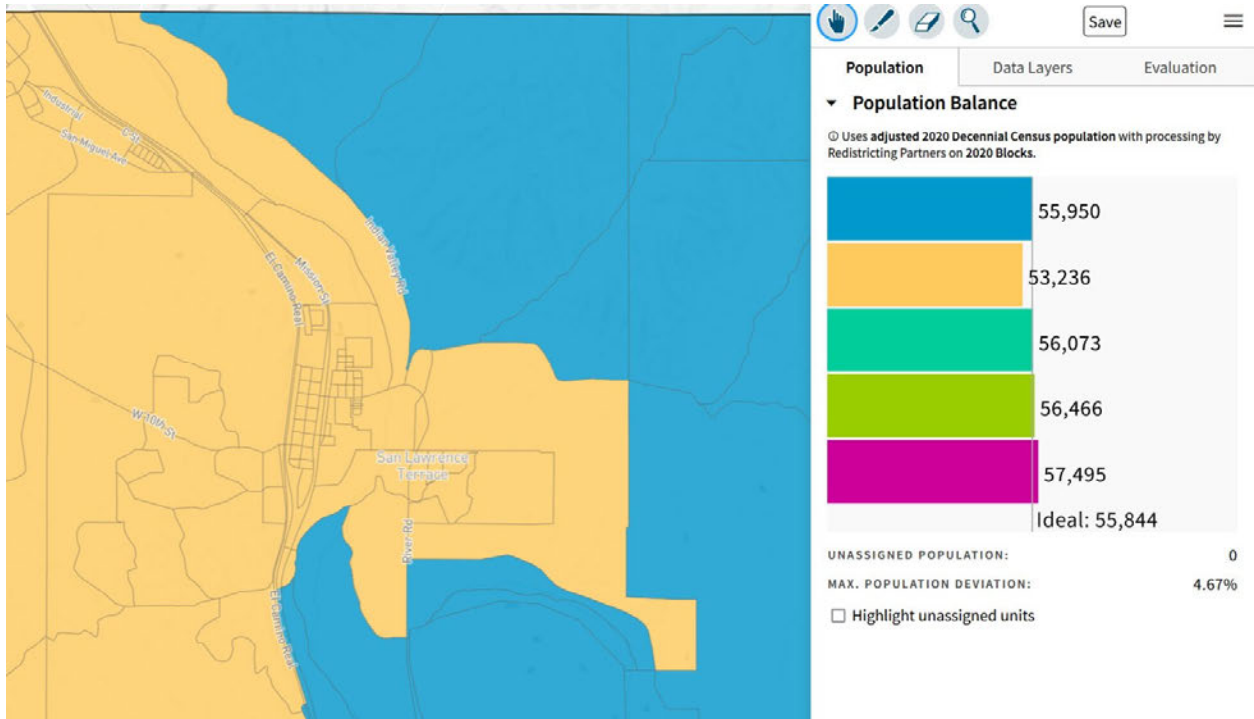 Industrial
C St
San Miguel Ave
Indian Valley Rd
El Camino Real
Mission St
W 10th St
San Lawrence
Terrace
River Rd
El Camino Real
Save
Population
Data Layers
Evaluation
Population Balance
Uses adjusted 2020 Decennial Census population with processing by
Redistricting Partners on 2020 Blocks.
55,950
53,236
56,073
56,466
57,495
Ideal: 55,844
UNASSIGNED POPULATION: 0
MAX. POPULATION DEVIATION: 4.67%
Highlight unassigned units